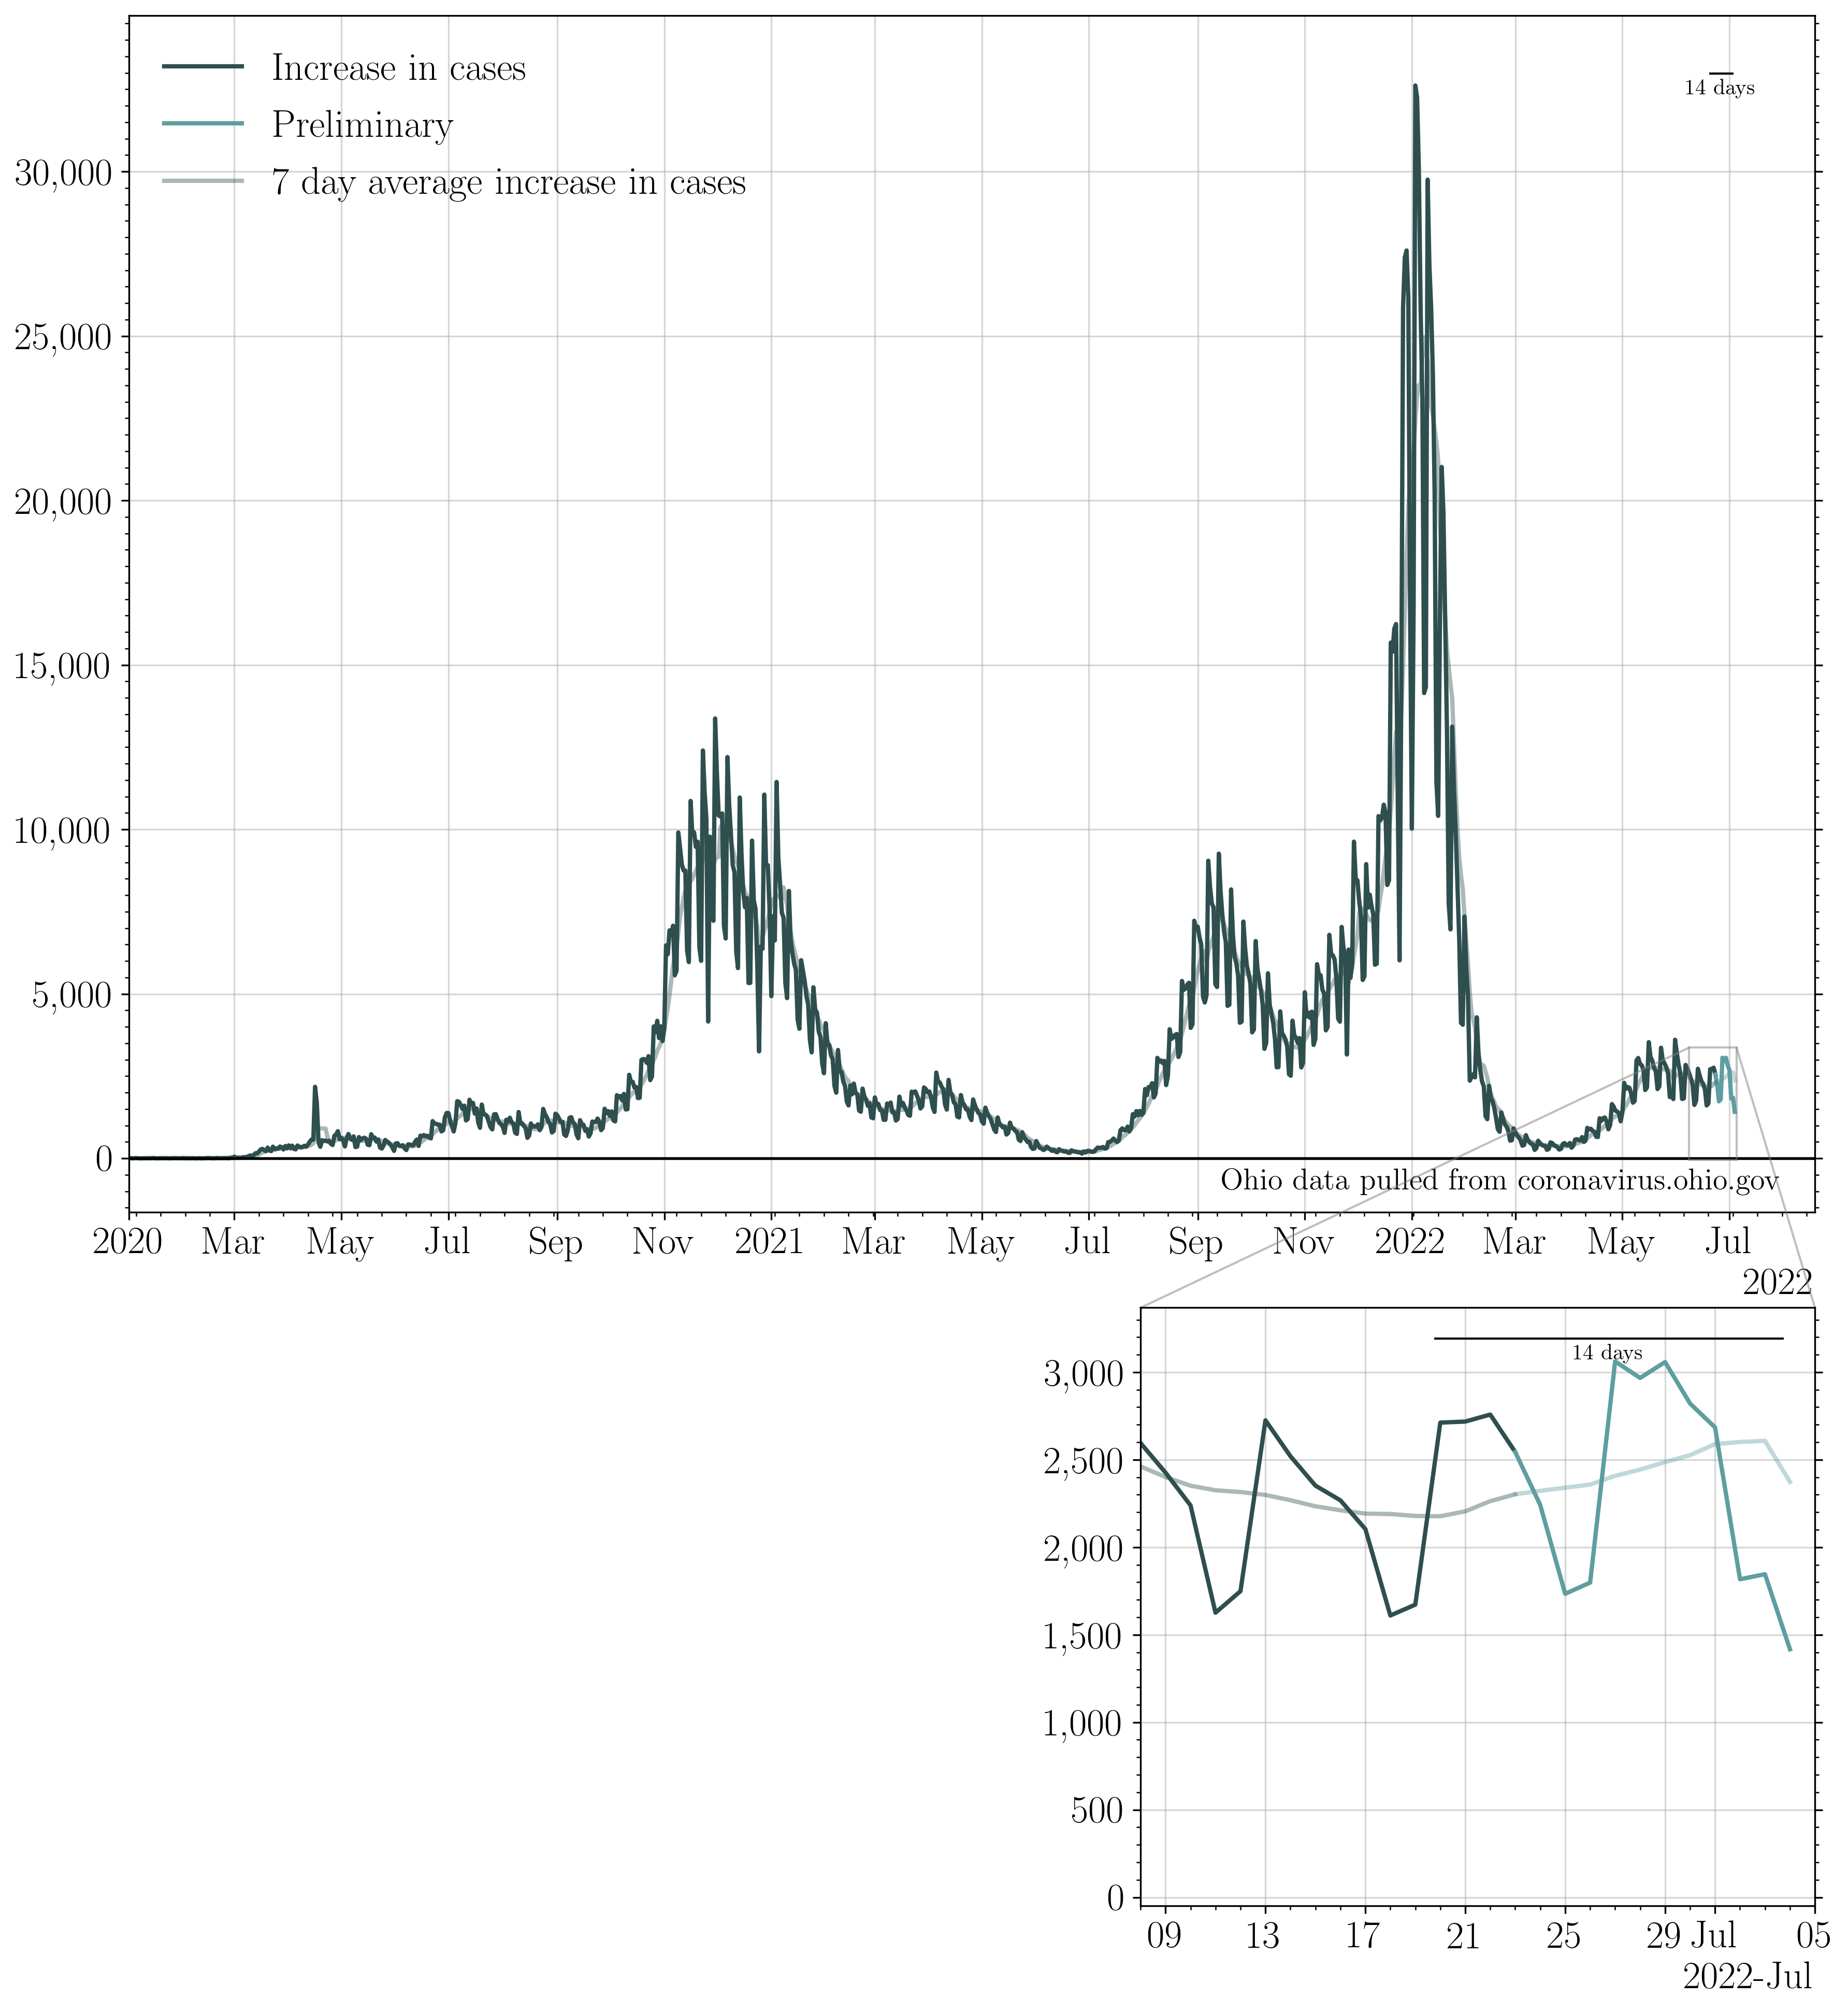 Increase in cases
Preliminary
7 day average increase in cases
14 days
30,000
25,000
20,000
15,000
10,000
5,000
0
Ohio data pulled from coronavirus.ohio.gov
2020 Mar May Jul Sep Nov 2021 Mar May Jul Sep Nov 2022 Mar May Jul
2022
14 days
3,000
2,500
2,000
1,500
1,000
500
0
09 13 17 21 25 29 Jul 05
2022-Jul